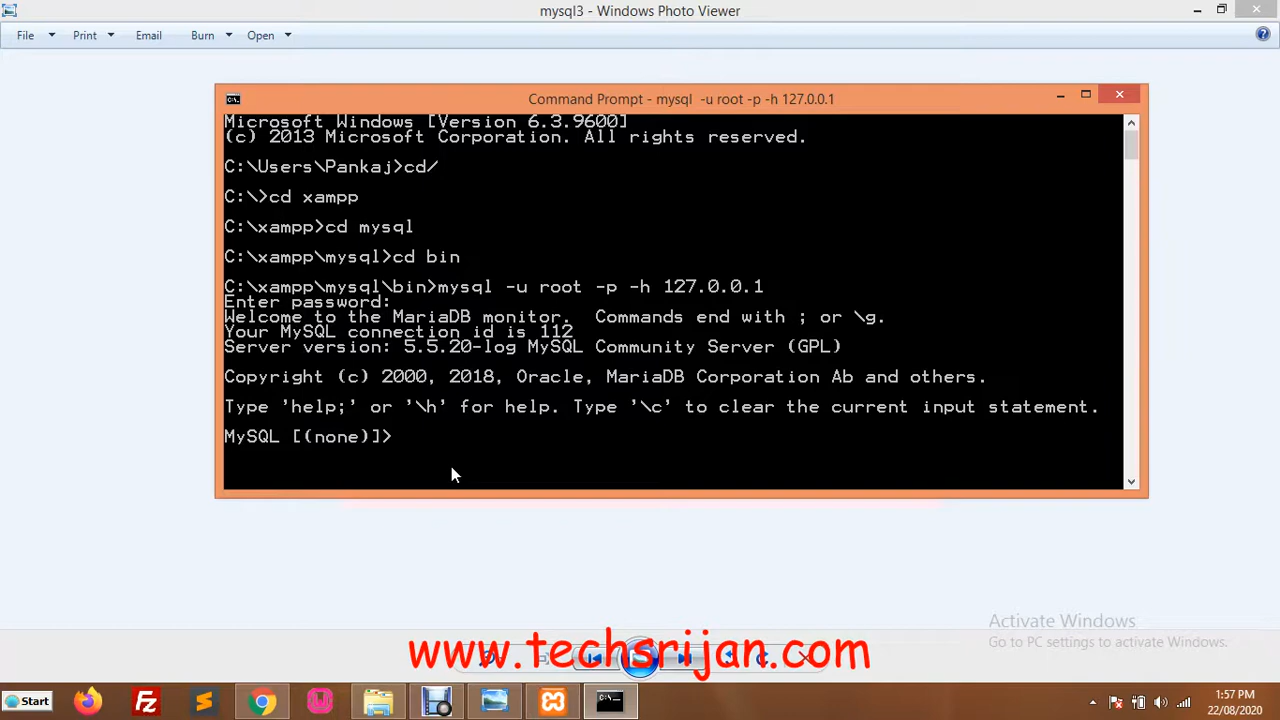 mysql3 - Windows Photo Viewer
File Print Email Burn Open
Command Prompt - mysql -u root -p -h 127.0.0.1
Microsoft Windows [Version 6.3.9600]
(c) 2013 Microsoft Corporation. All rights reserved.
C:\Users\Pankaj>cd/
C:\>cd xampp
C:\xampp>cd mysql
C:\xampp\mysql>cd bin
C:\xampp\mysql\bin>mysql -u root -p -h 127.0.0.1
Enter password:
Welcome to the MariaDB monitor.  Commands end with ; or \g.
Your MySQL connection id is 112
Server version: 5.5.20-log MySQL Community Server (GPL)
Copyright (c) 2000, 2018, Oracle, MariaDB Corporation Ab and others.
Type 'help;' or '\h' for help. Type '\c' to clear the current input statement.
MySQL [(none)]>
Activate Windows
Go to PC settings to activate Windows.
www.techsrijan.com
Start
1:57 PM
22/08/2020